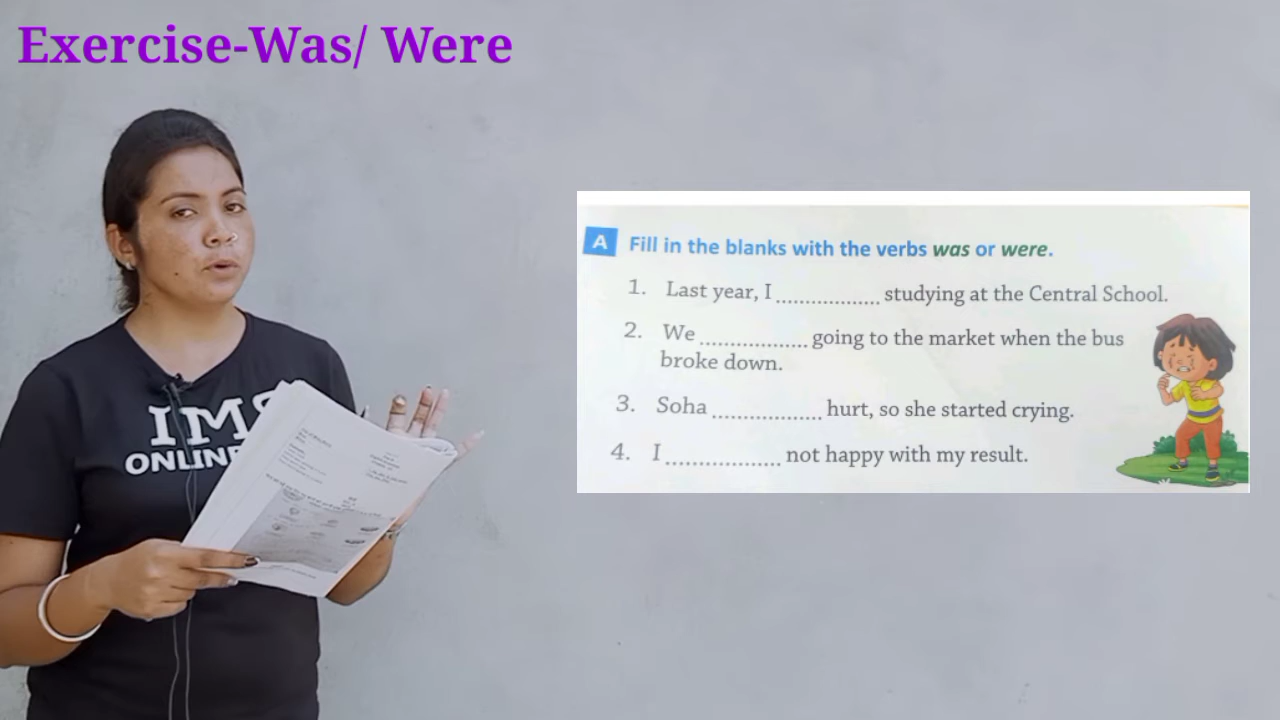 Exercise-Was/ Were
IMS
ONLINE
A Fill in the blanks with the verbs was or were.
1. Last year, I .................. studying at the Central School.
2. We .................. going to the market when the bus
broke down.
3. Soha .................. hurt, so she started crying.
4. I .................. not happy with my result.